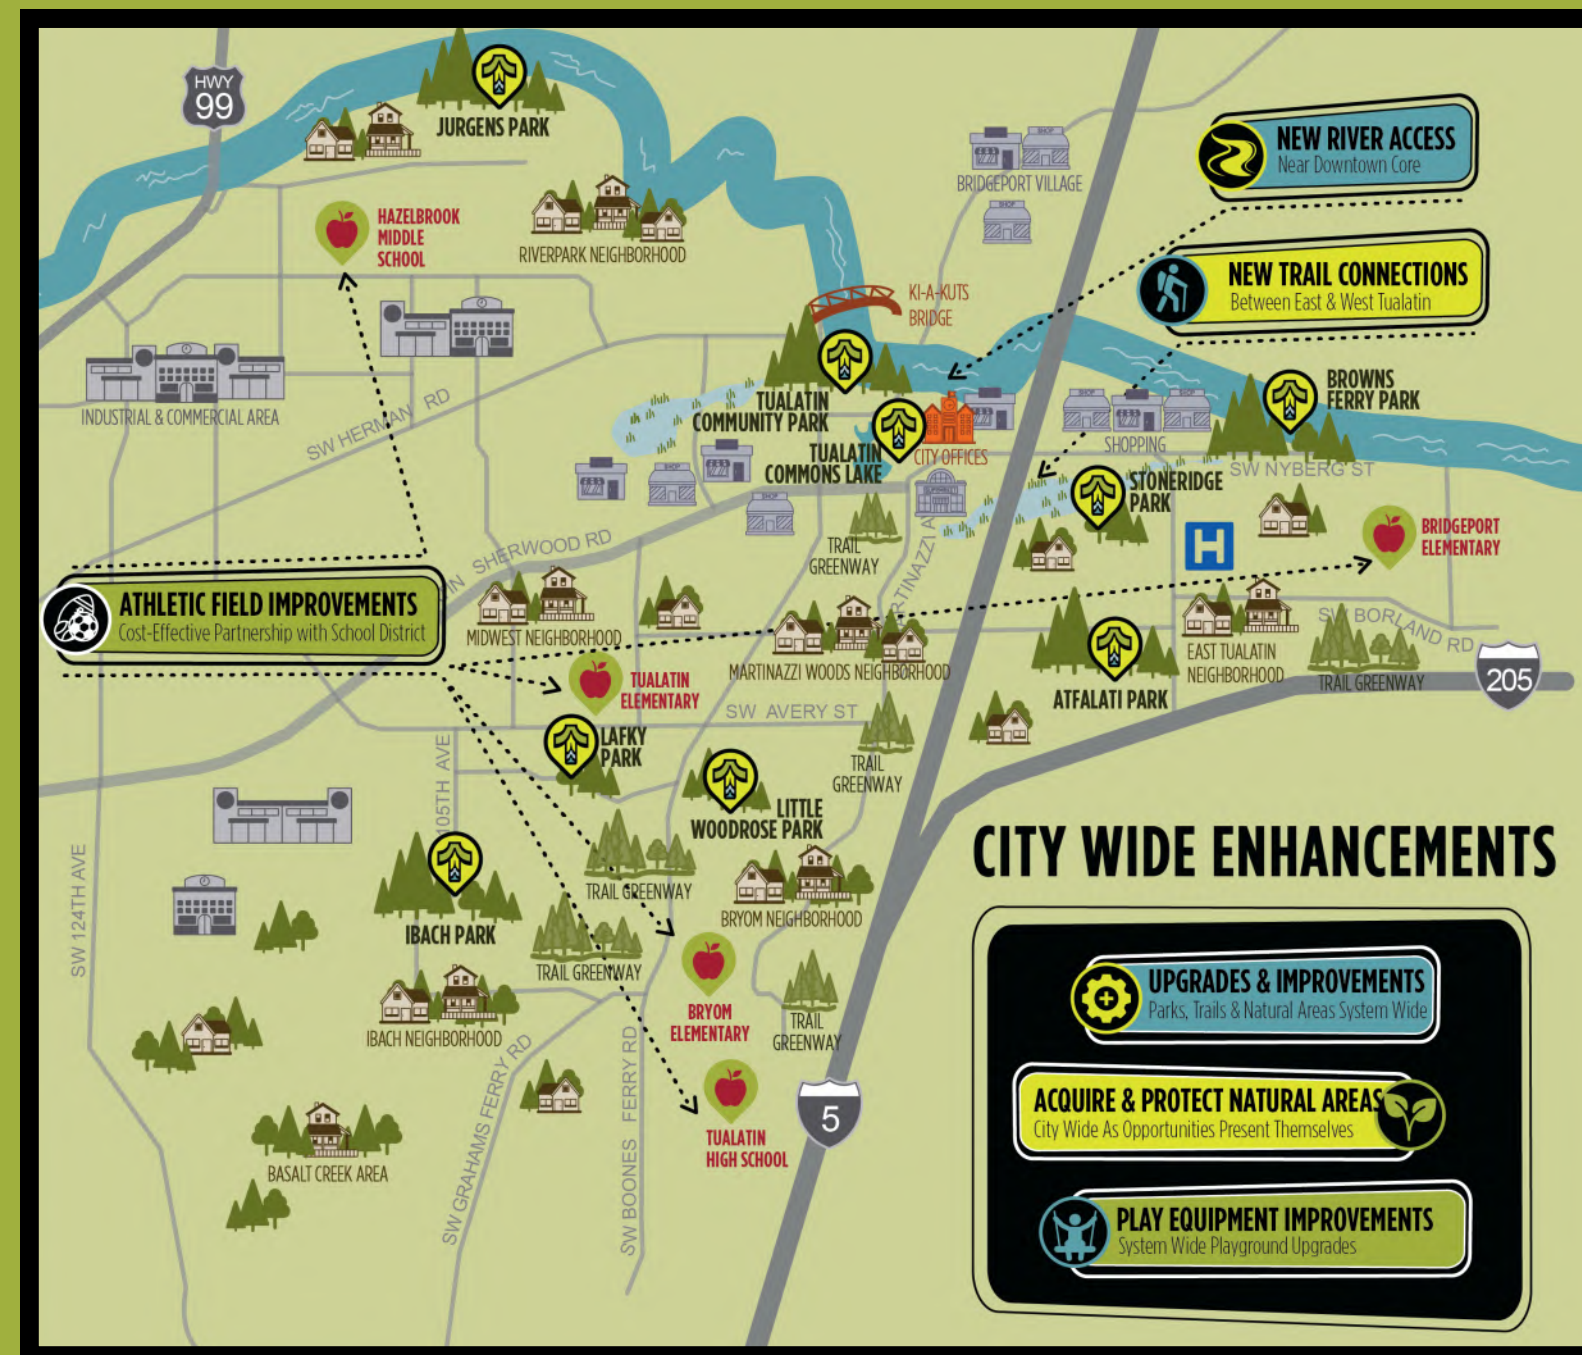 HWY
99
JURGENS PARK
HAZELBROOK
MIDDLE
SCHOOL
RIVERPARK NEIGHBORHOOD
SHOP
BRIDGEPORT VILLAGE
SHOP
NEW RIVER ACCESS
Near Downtown Core
NEW TRAIL CONNECTIONS
Between East & West Tualatin
KI-A-KUTS
BRIDGE
INDUSTRIAL & COMMERCIAL AREA
SW HERMAN RD
TUALATIN
COMMUNITY PARK
TUALATIN
COMMONS LAKE
CITY OFFICES
SHOP
SHOP
SHOPPING
BROWNS
FERRY PARK
SW NYBERG ST
STONERIDGE
PARK
SHOP
SHOP
TRAIL
GREENWAY
H
BRIDGEPORT
ELEMENTARY
IN SHERWOOD RD
RTINAZZI A
ATHLETIC FIELD IMPROVEMENTS
Cost-Effective Partnership with School District
MIDWEST NEIGHBORHOOD
MARTINAZZI WOODS NEIGHBORHOOD
SW BORLAND RD
EAST TUALATIN
NEIGHBORHOOD
TRAIL GREENWAY
205
ATFALATI PARK
TUALATIN
ELEMENTARY
SW AVERY ST
LAFKY
PARK
TRAIL
GREENWAY
105TH AVE
LITTLE
WOODROSE PARK
CITY WIDE ENHANCEMENTS
TRAIL GREENWAY
BRYOM NEIGHBORHOOD
SW 124TH AVE
IBACH PARK
TRAIL GREENWAY
IBACH NEIGHBORHOOD
BRYOM
ELEMENTARY
TRAIL
GREENWAY
UPGRADES & IMPROVEMENTS
Parks, Trails & Natural Areas System Wide
ACQUIRE & PROTECT NATURAL AREAS
City Wide As Opportunities Present Themselves
PLAY EQUIPMENT IMPROVEMENTS
System Wide Playground Upgrades
5
TUALATIN
HIGH SCHOOL
BASALT CREEK AREA
SW GRAHAMS FERRY RD
SW BOONES FERRY RD